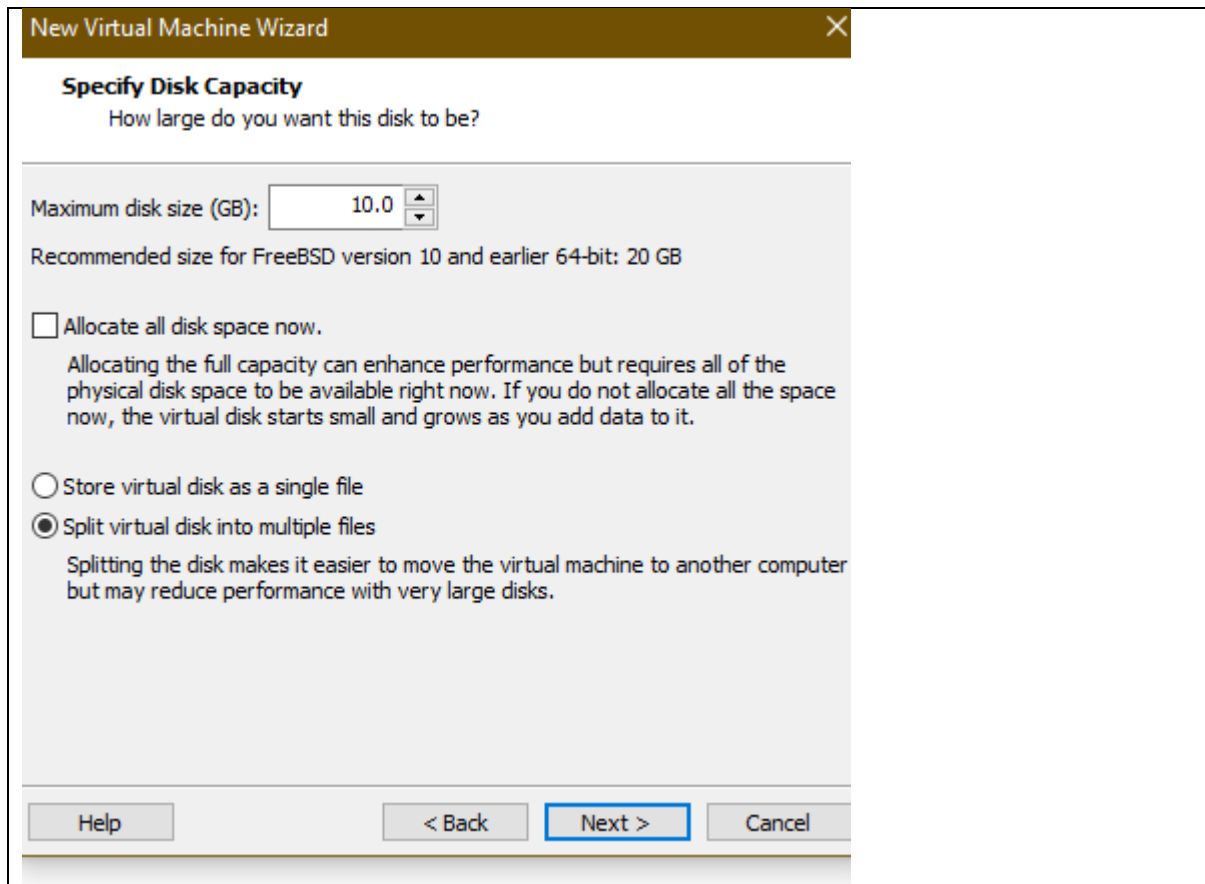 New Virtual Machine Wizard
Specify Disk Capacity
How large do you want this disk to be?
Maximum disk size (GB): 10.0
Recommended size for FreeBSD version 10 and earlier 64-bit: 20 GB
Allocate all disk space now.
Allocating the full capacity can enhance performance but requires all of the
physical disk space to be available right now. If you do not allocate all the space
now, the virtual disk starts small and grows as you add data to it.
Store virtual disk as a single file
Split virtual disk into multiple files
Splitting the disk makes it easier to move the virtual machine to another computer
but may reduce performance with very large disks.
Help < Back Next > Cancel